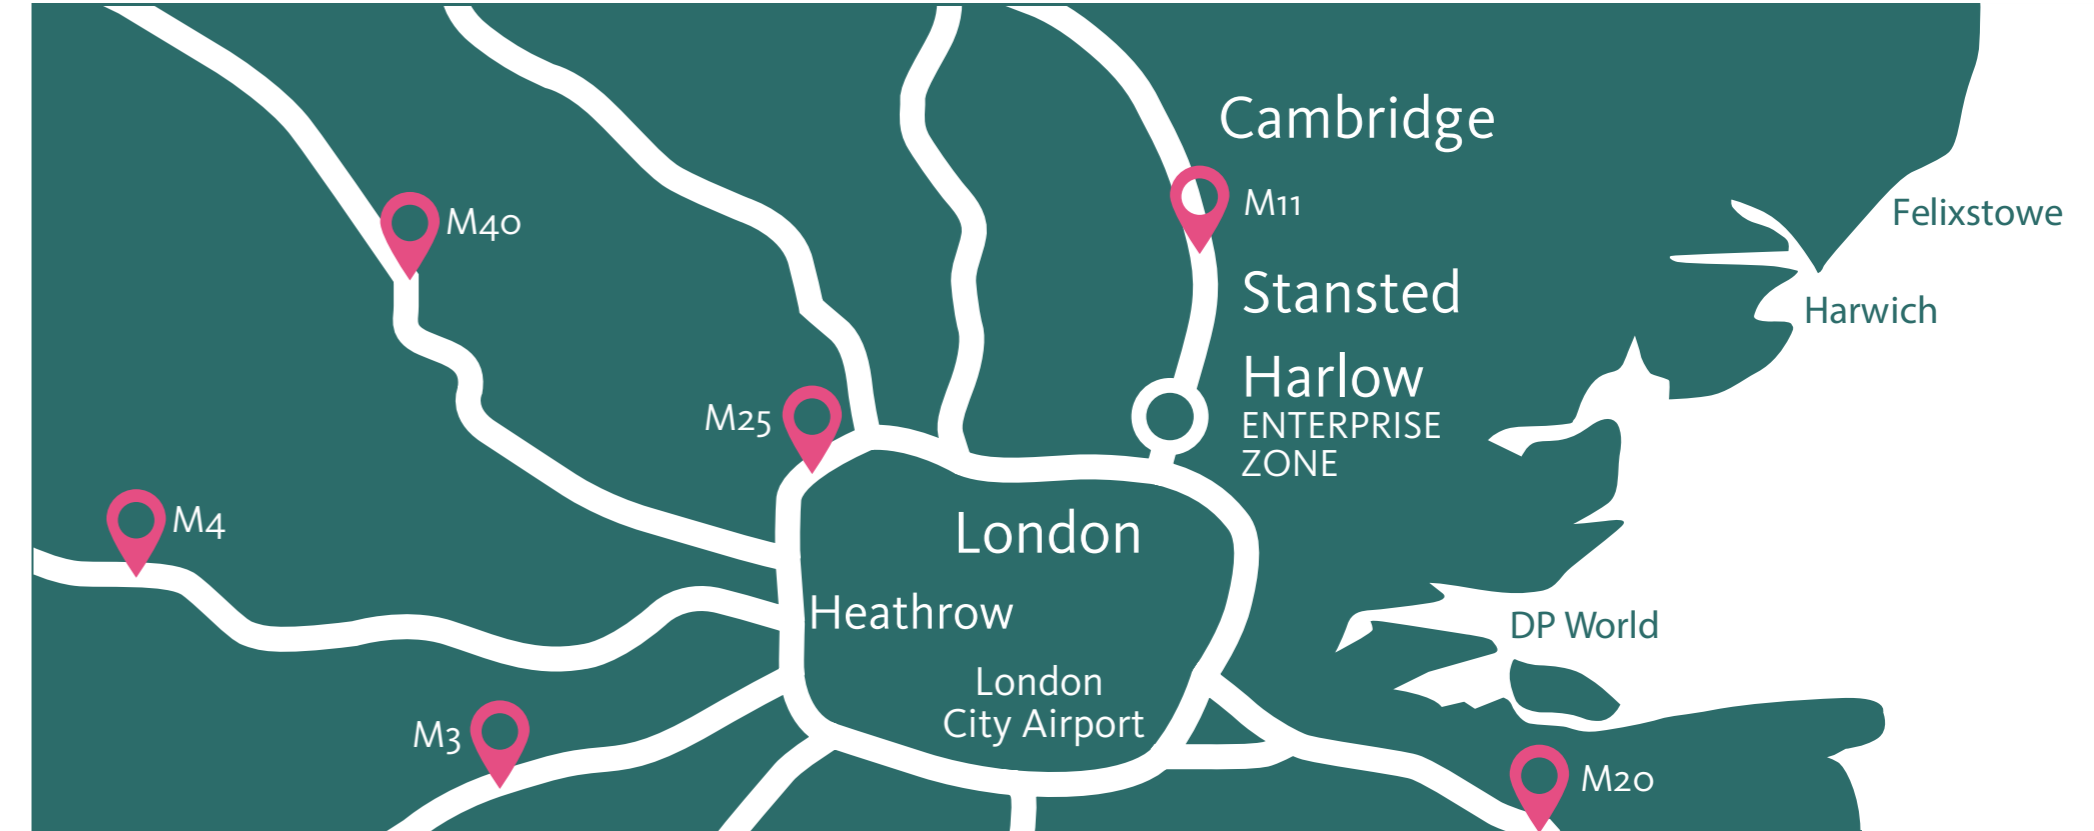 Cambridge
M11
M40
Felixstowe
Stansted
Harwich
Harlow
ENTERPRISE
ZONE
M25
M4
London
Heathrow
DP World
London
City Airport
M3
M20